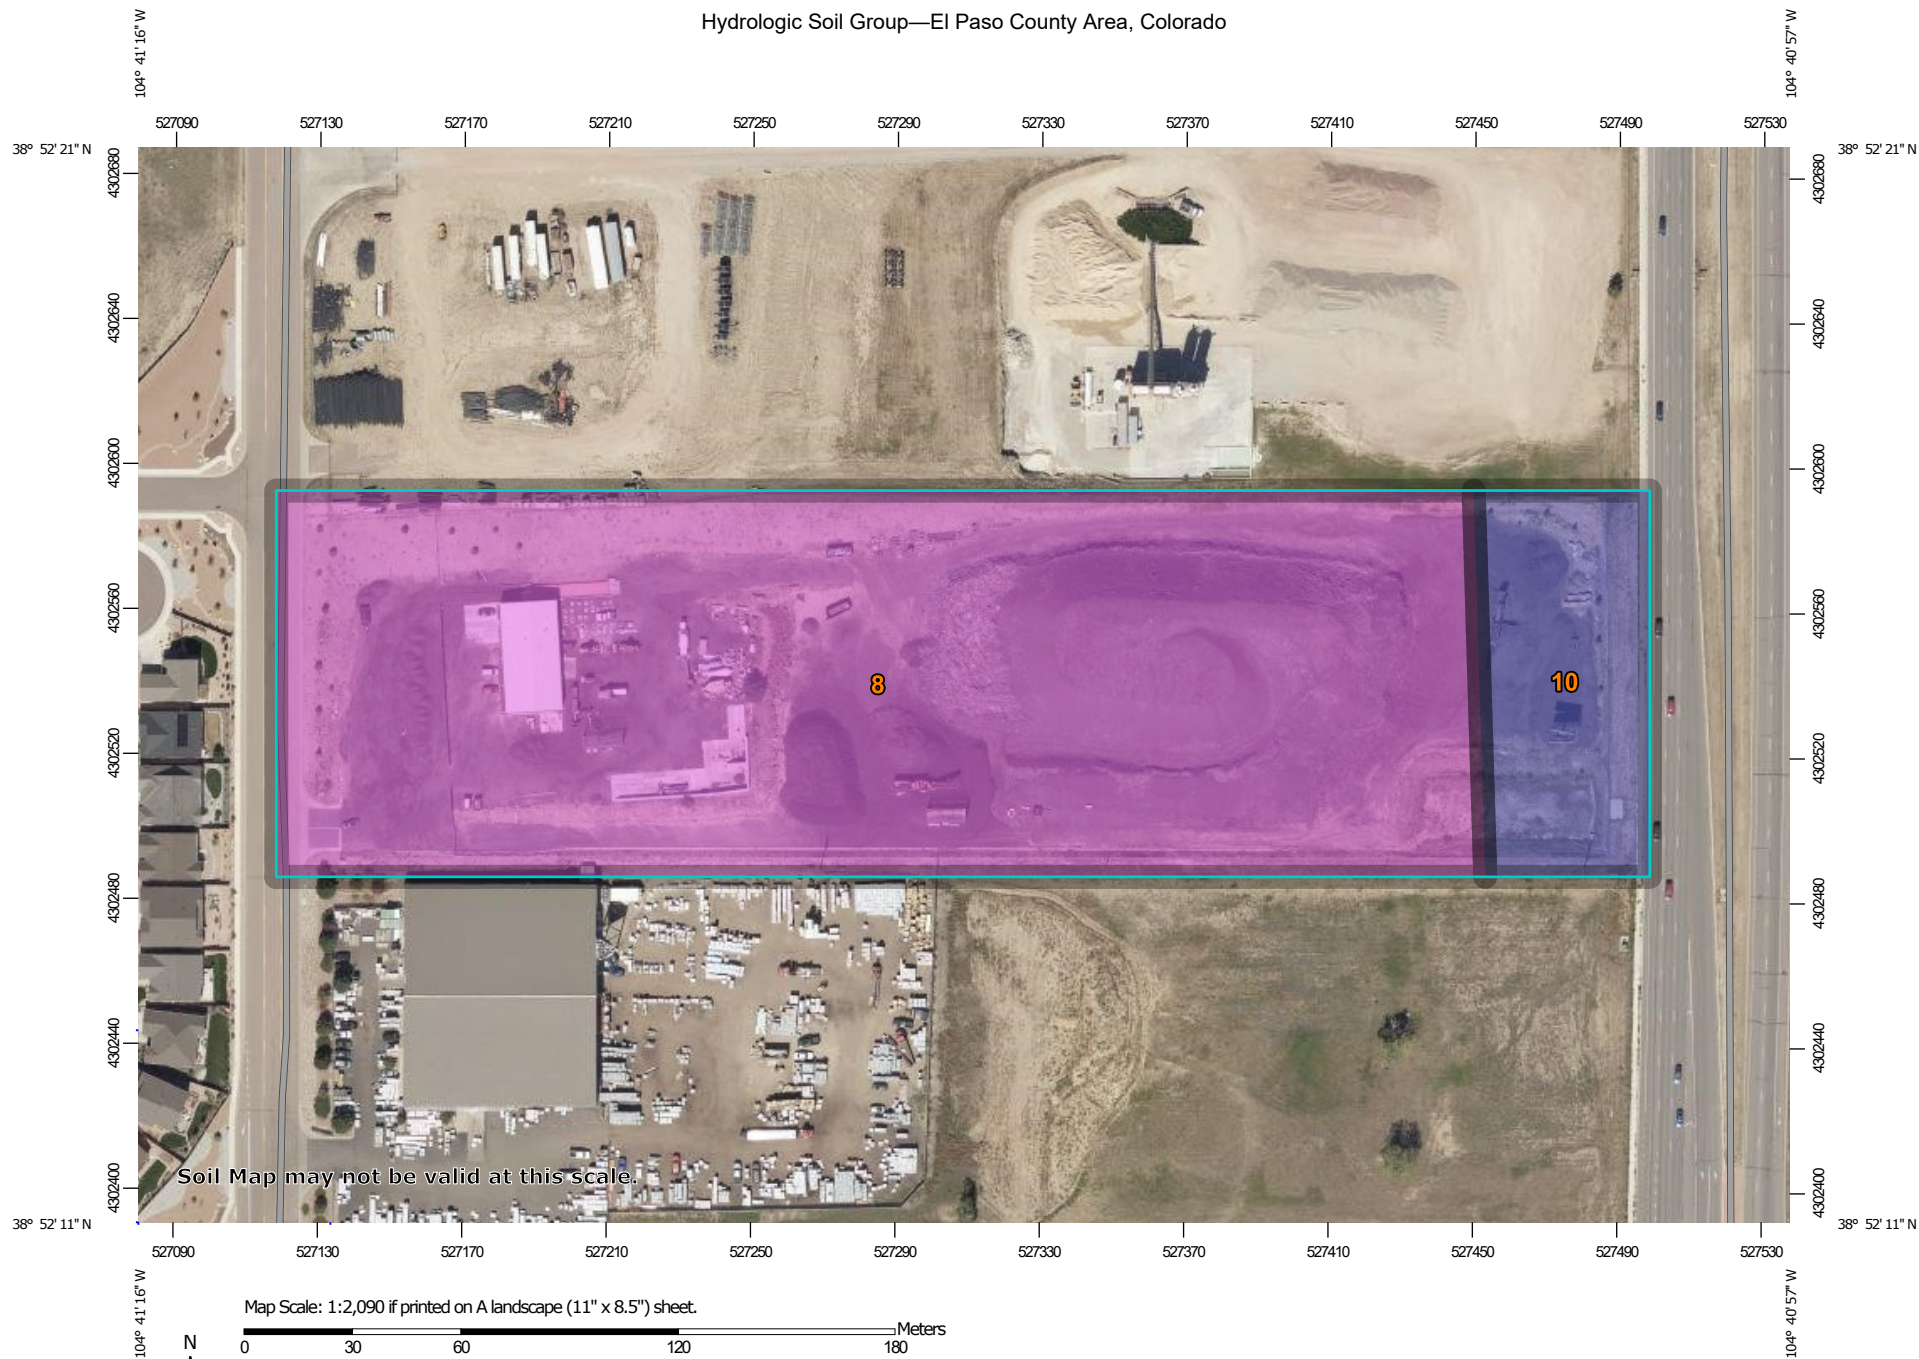 Hydrologic Soil Group—El Paso County Area, Colorado
104° 41' 16" W
104° 40' 57" W
527090 527130 527170 527210 527250 527290 527330 527370 527410 527450 527490 527530
38° 52' 21" N
38° 52' 21" N
4302680
4302680
4302640
4302640
4302600
4302600
4302560
4302560
8
10
4302520
4302520
4302480
4302480
4302440
4302440
Soil Map may not be valid at this scale.
4302400
4302400
38° 52' 11" N
38° 52' 11" N
527090 527130 527170 527210 527250 527290 527330 527370 527410 527450 527490 527530
104° 41' 16" W
104° 40' 57" W
Map Scale: 1:2,090 if printed on A landscape (11" x 8.5") sheet.
Meters
N
0 30 60 120 180